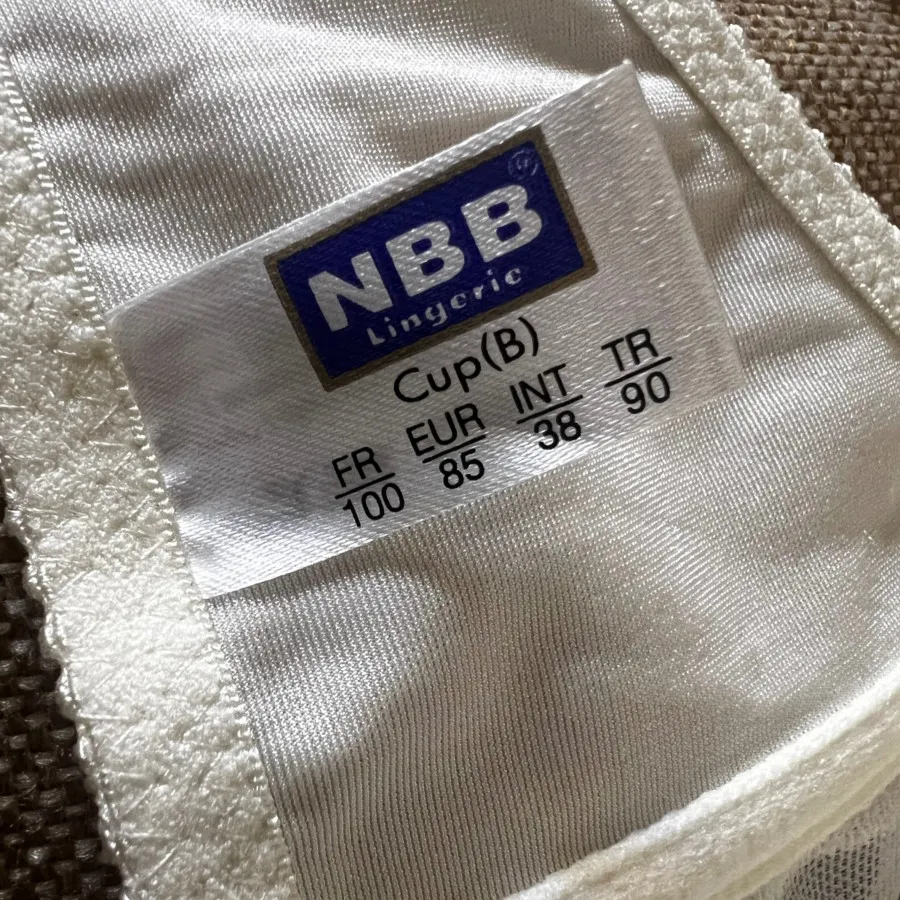 NBB
Lingerie
Cup(B)
FR EUR INT TR
100 85 38 90